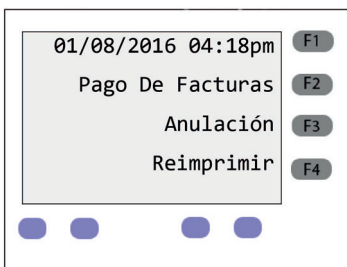 01/08/2016 04:18pm
F1
Pago De Facturas
F2
Anulación
F3
Reimprimir
F4